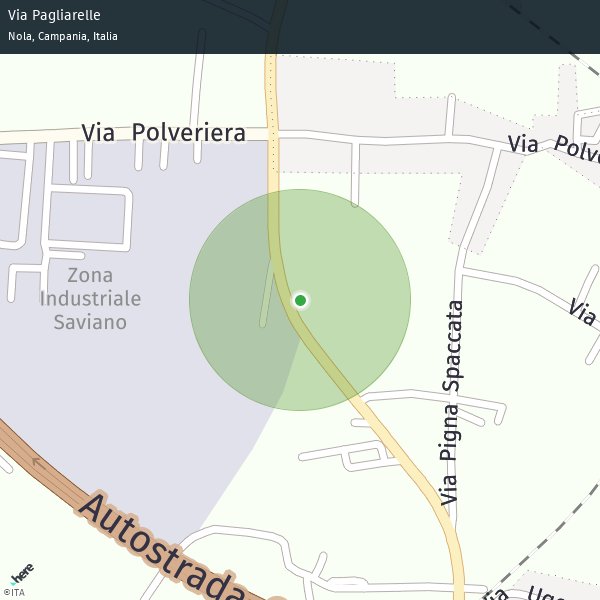 Via Pagliarelle
Nola, Campania, Italia
Via Polveriera
Via Polve
Zona
Industriale
Saviano
Via
Via Pigna Spaccata
Autostrada
here
©ITA